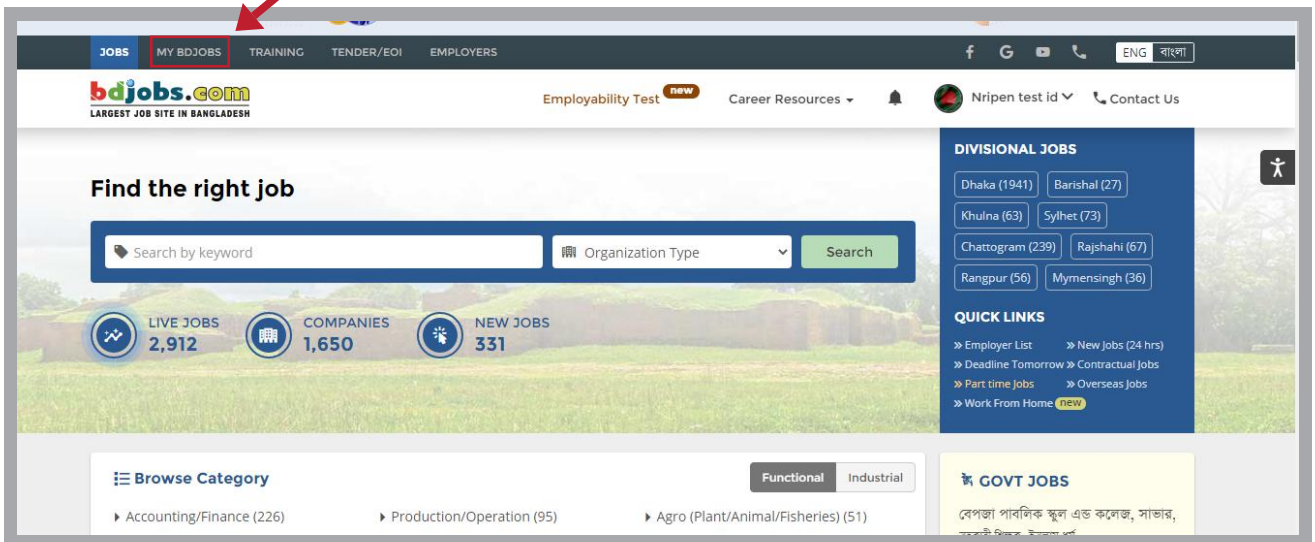 JOBS MY BDJOBS TRAINING TENDER/EOI EMPLOYERS ENG বাংলা
bdjobs.com
LARGEST JOB SITE IN BANGLADESH
Employability Test new Career Resources Nripen test id Contact Us
Find the right job
Search by keyword Organization Type Search
LIVE JOBS
2,912
COMPANIES
1,650
NEW JOBS
331
DIVISIONAL JOBS
Dhaka (1941) Barishal (27)
Khulna (63) Sylhet (73)
Chattogram (239) Rajshahi (67)
Rangpur (56) Mymensingh (36)
QUICK LINKS
» Employer List » New Jobs (24 hrs)
» Deadline Tomorrow » Contractual Jobs
» Part time Jobs » Overseas Jobs
» Work From Home new
Browse Category Functional Industrial
Accounting/Finance (226) Production/Operation (95) Agro (Plant/Animal/Fisheries) (51)
GOVT JOBS
বেপজা পাবলিক স্কুল এন্ড কলেজ, সাভার,